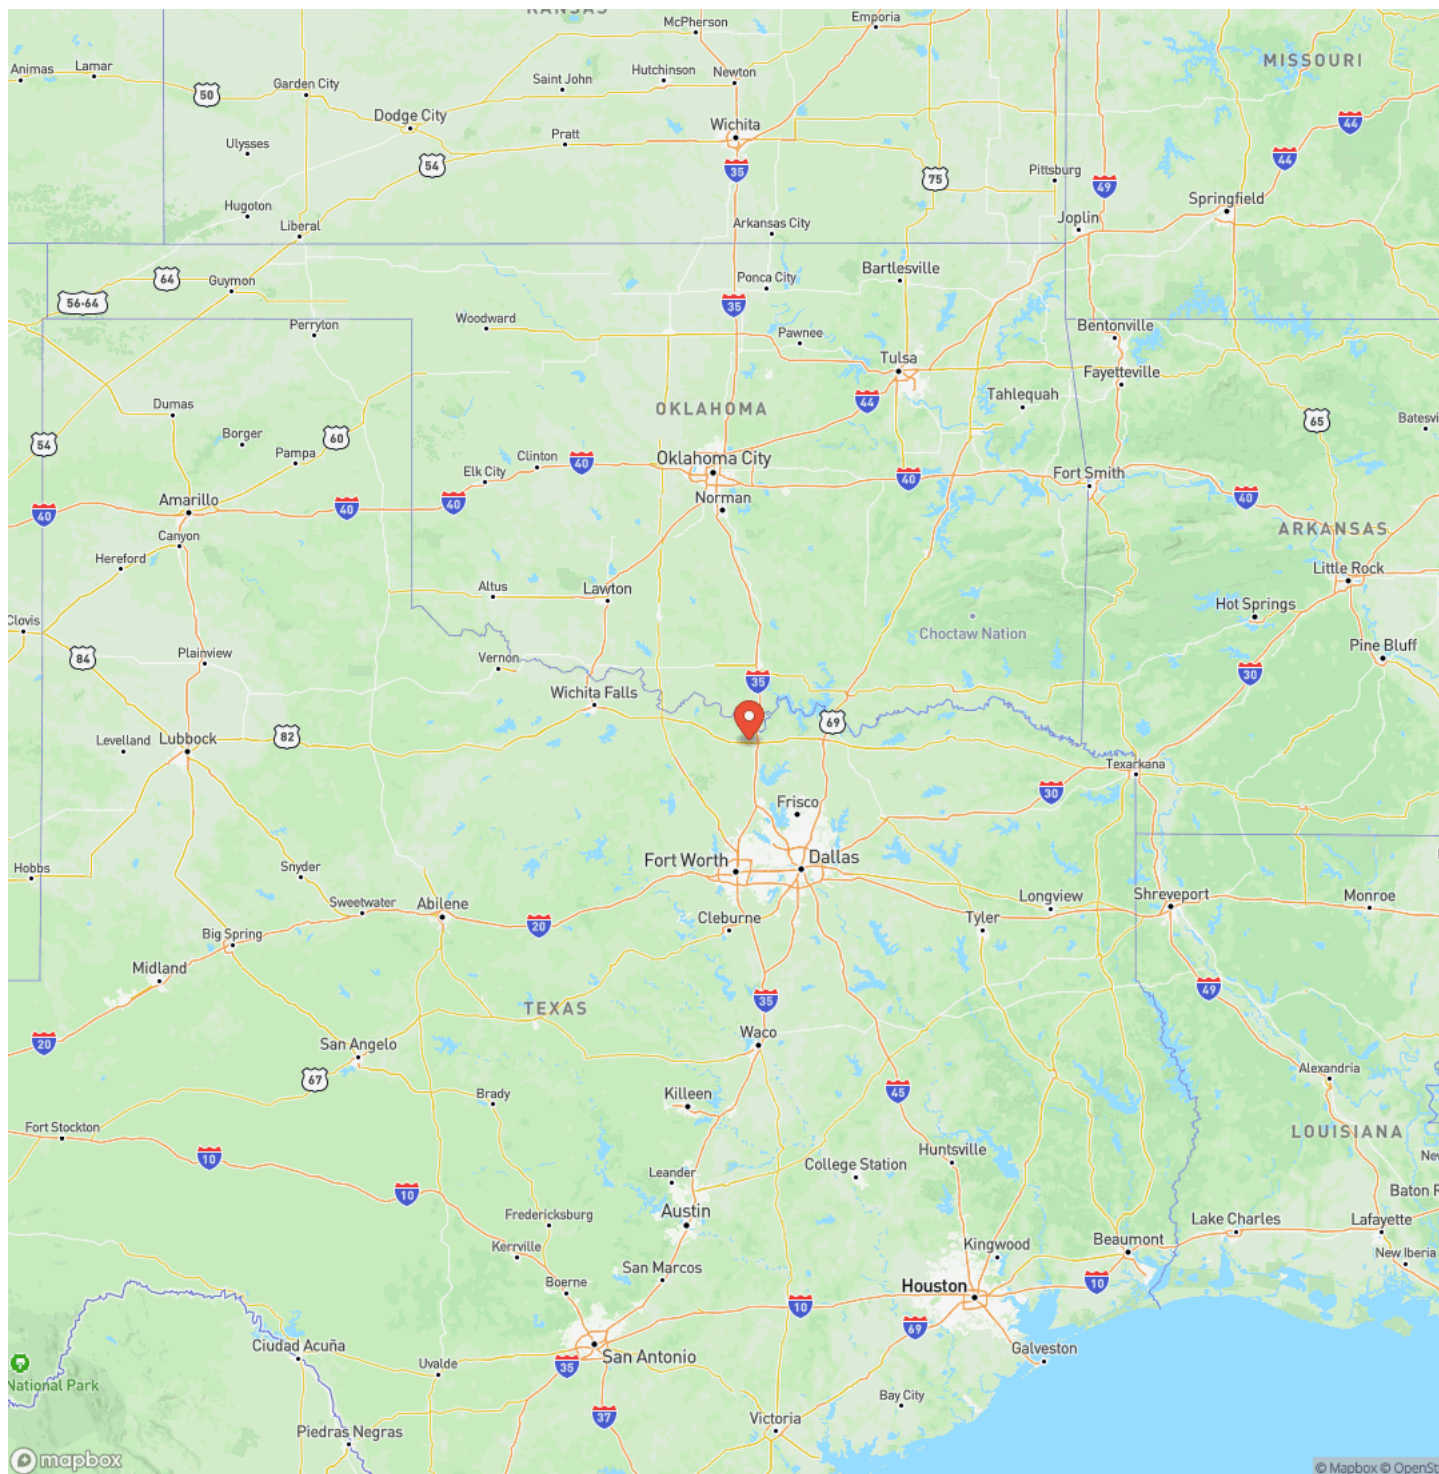 KANSAS
McPherson
Emporia
MISSOURI
Animas
Lamar
Garden City
Saint John
Hutchinson
Newton
50
Dodge City
Wichita
44
Ulysses
Pratt
54
35
75
Pittsburg
44
49
Hugoton
Liberal
Arkansas City
Joplin
Springfield
64
Guymon
Ponca City
Bartlesville
56-64
35
Perryton
Woodward
Pawnee
Bentonville
Tulsa
Fayetteville
Dumas
OKLAHOMA
44
Tahlequah
54
Borger
60
65
Batesvi
Pampa
Clinton
40
Oklahoma City
Elk City
40
Fort Smith
Amarillo
40
40
40
Norman
40
Canyon
ARKANSAS
Hereford
Little Rock
Altus
Lawton
Hot Springs
Clovis
Choctaw Nation
84
Plainview
Vernon
Pine Bluff
35
30
Wichita Falls
82
69
Levelland
Lubbock
Texarkana
30
Frisco
Fort Worth
Dallas
Hobbs
Snyder
Sweetwater
Abilene
Longview
Shreveport
Monroe
20
Cleburne
Tyler
Big Spring
Midland
35
49
TEXAS
20
San Angelo
Waco
67
Brady
Killeen
45
Alexandria
Fort Stockton
LOUISIANA
10
Huntsville
New
Leander
College Station
10
Baton R
Fredericksburg
Austin
Lake Charles
Lafayette
Kerrville
Kingwood
Beaumont
New Iberia
Boerne
San Marcos
Houston
10
10
69
Ciudad Acuña
San Antonio
Galveston
Uvalde
35
National Park
Bay City
37
Victoria
Piedras Negras
mapbox
© Mapbox © OpenSt